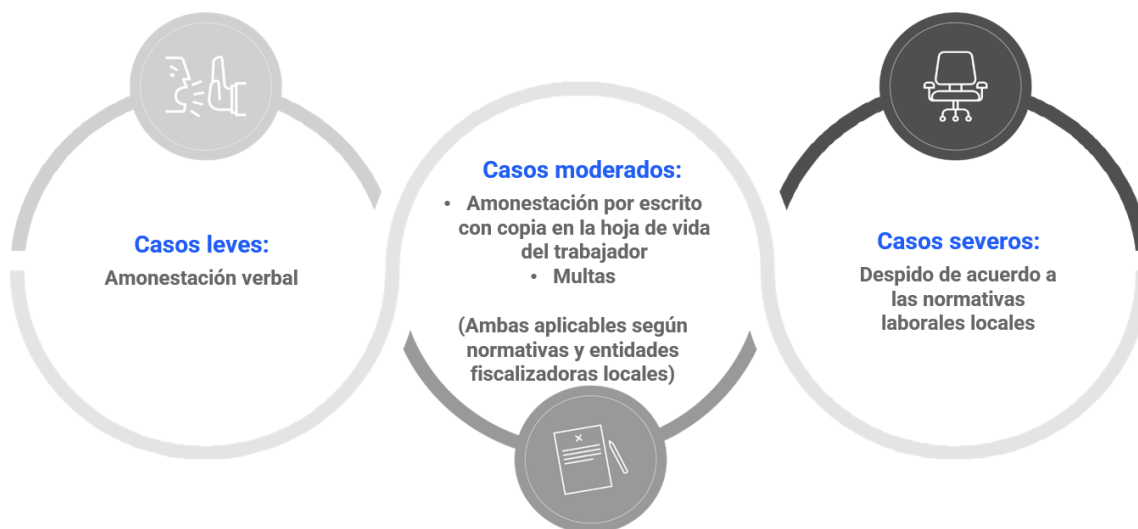 Casos leves:
Amonestación verbal
Casos moderados:
• Amonestación por escrito
con copia en la hoja de vida
del trabajador
• Multas
(Ambas aplicables según
normativas y entidades
fiscalizadoras locales)
Casos severos:
Despido de acuerdo a
las normativas
laborales locales